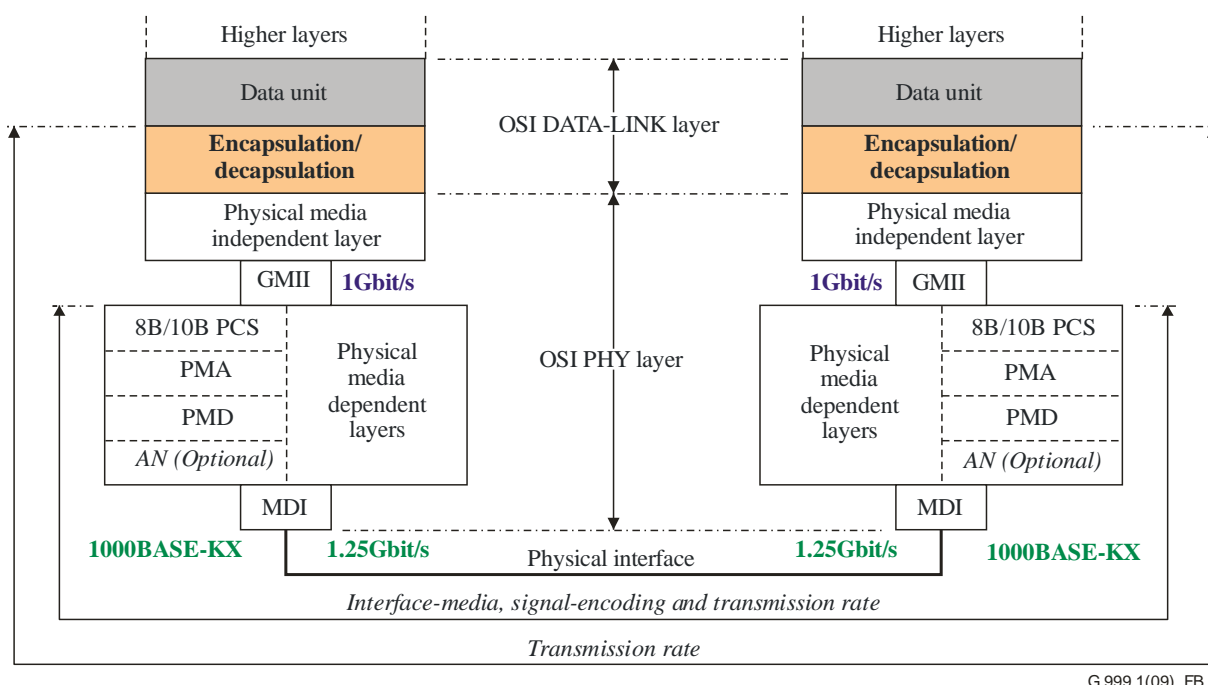 Higher layers
Higher layers
Data unit
OSI DATA-LINK layer
Data unit
Encapsulation/
decapsulation
Encapsulation/
decapsulation
Physical media
independent layer
Physical media
independent layer
GMII
1Gbit/s
1Gbit/s
GMII
8B/10B PCS
PMA
PMD
AN (Optional)
Physical
media
dependent
layers
OSI PHY layer
Physical
media
dependent
layers
8B/10B PCS
PMA
PMD
AN (Optional)
MDI
MDI
1000BASE-KX
1.25Gbit/s
Physical interface
1.25Gbit/s
1000BASE-KX
Interface-media, signal-encoding and transmission rate
Transmission rate
G.999.1(09)_FB